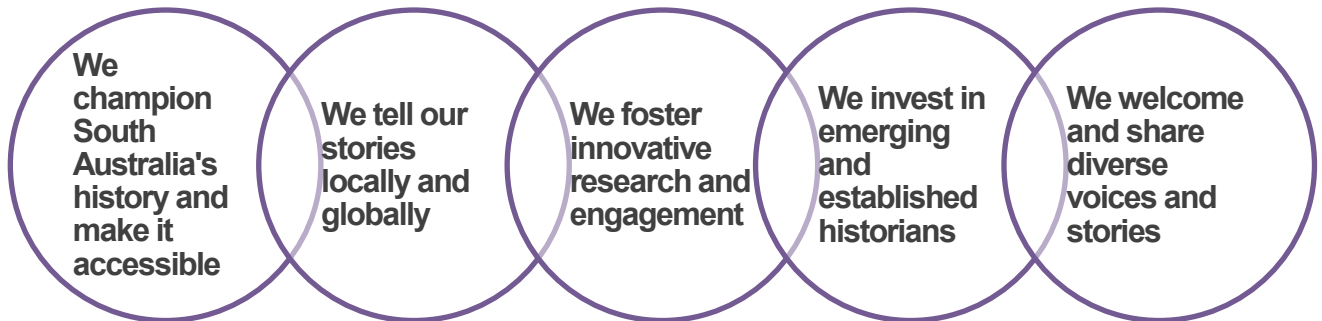 We
champion
South
Australia's
history and
make it
accessible
We tell our
stories
locally and
globally
We foster
innovative
research and
engagement
We invest in
emerging
and
established
historians
We welcome
and share
diverse
voices and
stories